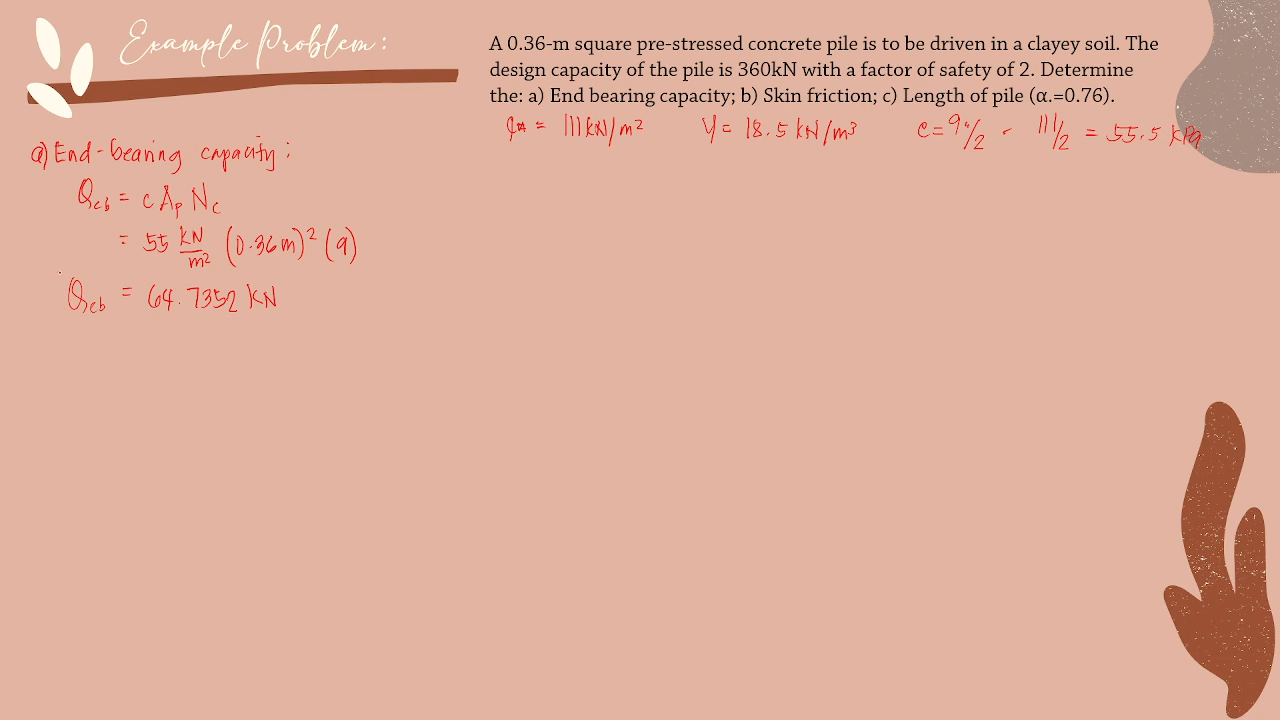 Example Problem:
A 0.36-m square pre-stressed concrete pile is to be driven in a clayey soil. The
design capacity of the pile is 360kN with a factor of safety of 2. Determine
the: a) End bearing capacity; b) Skin friction; c) Length of pile (α.=0.76).
qu = 111 kN/m² γ = 18.5 kN/m³ c = qu/2 = 111/2 = 55.5 kPa
a) End-bearing capacity:
Qeb = c Ap Nc
= 55 kN/m² (0.36m)² (9)
Qeb = 64.7352 kN